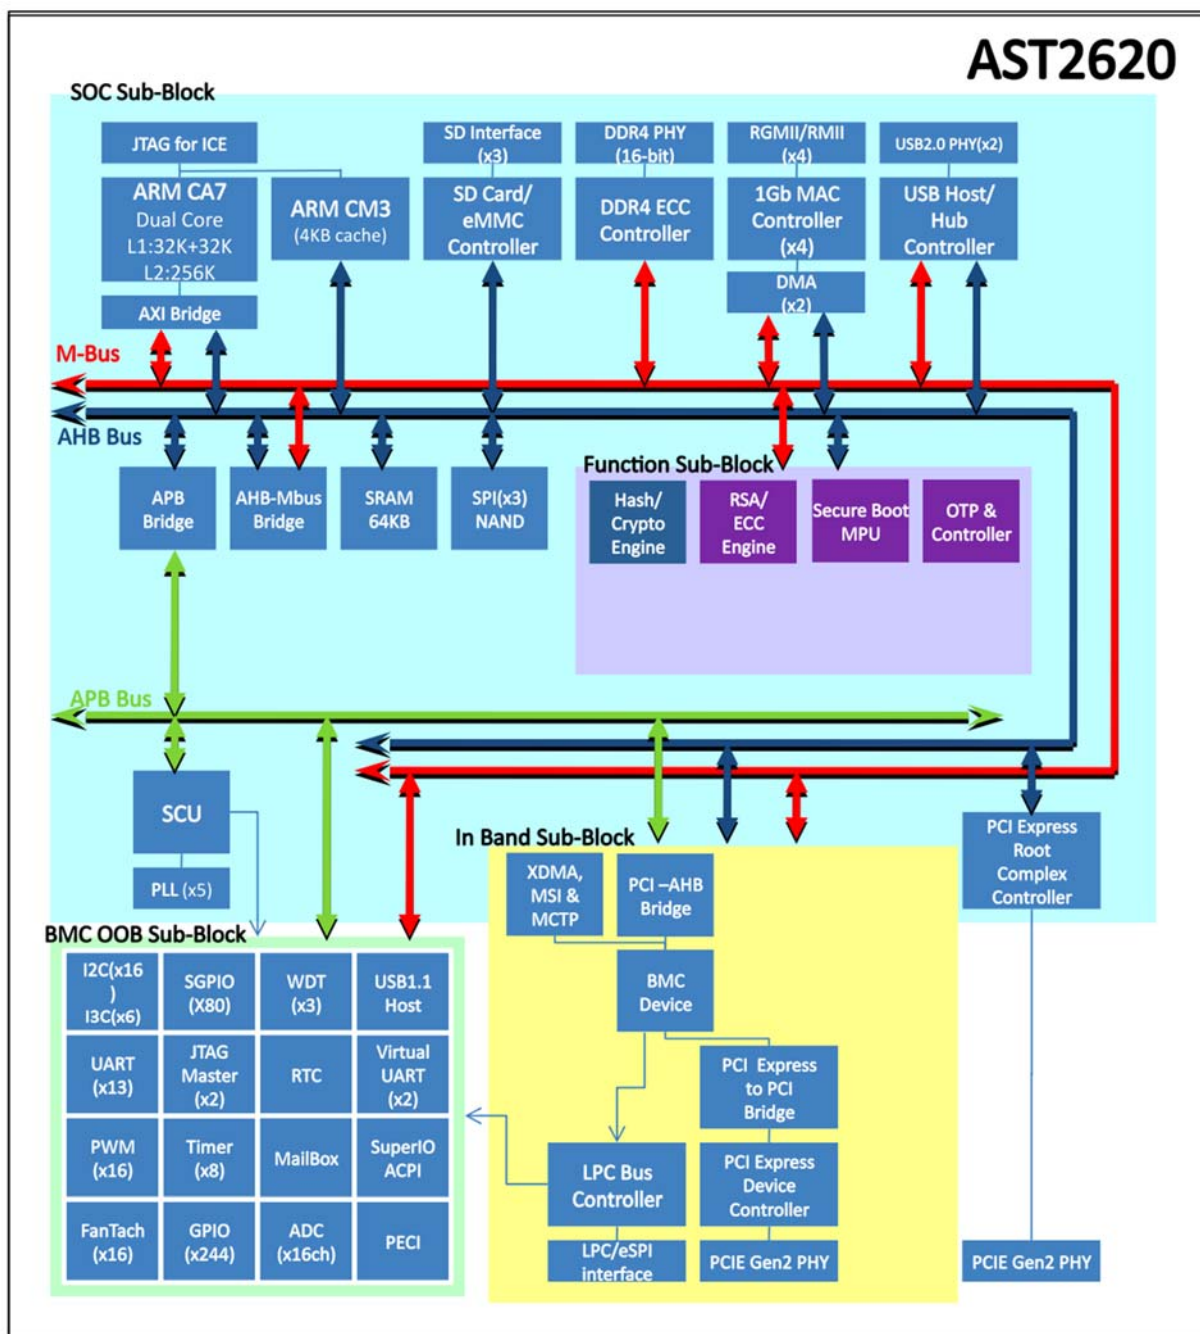 AST2620
SOC Sub-Block
JTAG for ICE
ARM CA7
Dual Core
L1:32K+32K
L2:256K
AXI Bridge
ARM CM3
(4KB cache)
SD Interface
(x3)
SD Card/
eMMC
Controller
DDR4 PHY
(16-bit)
DDR4 ECC
Controller
RGMII/RMII
(x4)
1Gb MAC
Controller
(x4)
DMA
(x2)
USB2.0 PHY(x2)
USB Host/
Hub
Controller
M-Bus
AHB Bus
APB
Bridge
AHB-Mbus
Bridge
SRAM
64KB
SPI(x3)
NAND
Function Sub-Block
Hash/
Crypto
Engine
RSA/
ECC
Engine
Secure Boot
MPU
OTP &
Controller
APB Bus
SCU
PLL (x5)
In Band Sub-Block
XDMA,
MSI &
MCTP
PCI –AHB
Bridge
BMC
Device
PCI Express
to PCI
Bridge
LPC Bus
Controller
PCI Express
Device
Controller
LPC/eSPI
interface
PCIE Gen2 PHY
PCI Express
Root
Complex
Controller
PCIE Gen2 PHY
BMC OOB Sub-Block
I2C(x16
)
I3C(x6)
SGPIO
(X80)
WDT
(x3)
USB1.1
Host
UART
(x13)
JTAG
Master
(x2)
RTC
Virtual
UART
(x2)
PWM
(x16)
Timer
(x8)
MailBox
SuperIO
ACPI
FanTach
(x16)
GPIO
(x244)
ADC
(x16ch)
PECI